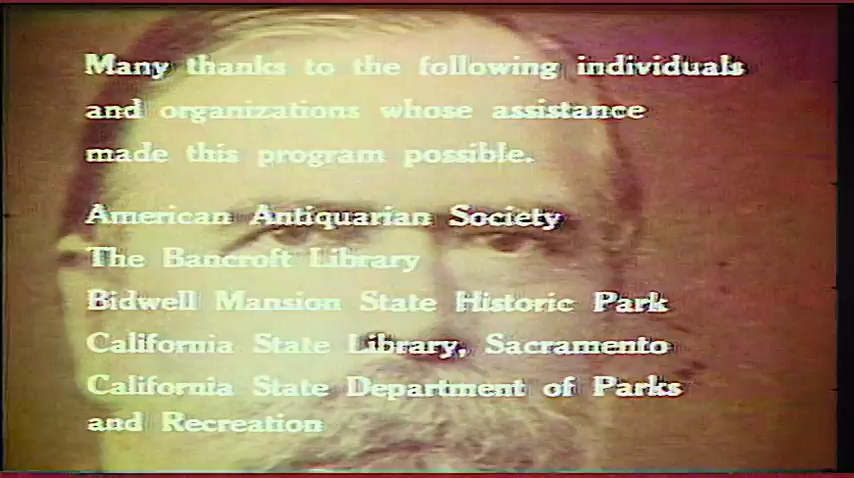 Many thanks to the following individuals
and organizations whose assistance
made this program possible.
American Antiquarian Society
The Bancroft Library
Bidwell Mansion State Historic Park
California State Library, Sacramento
California State Department of Parks
and Recreation